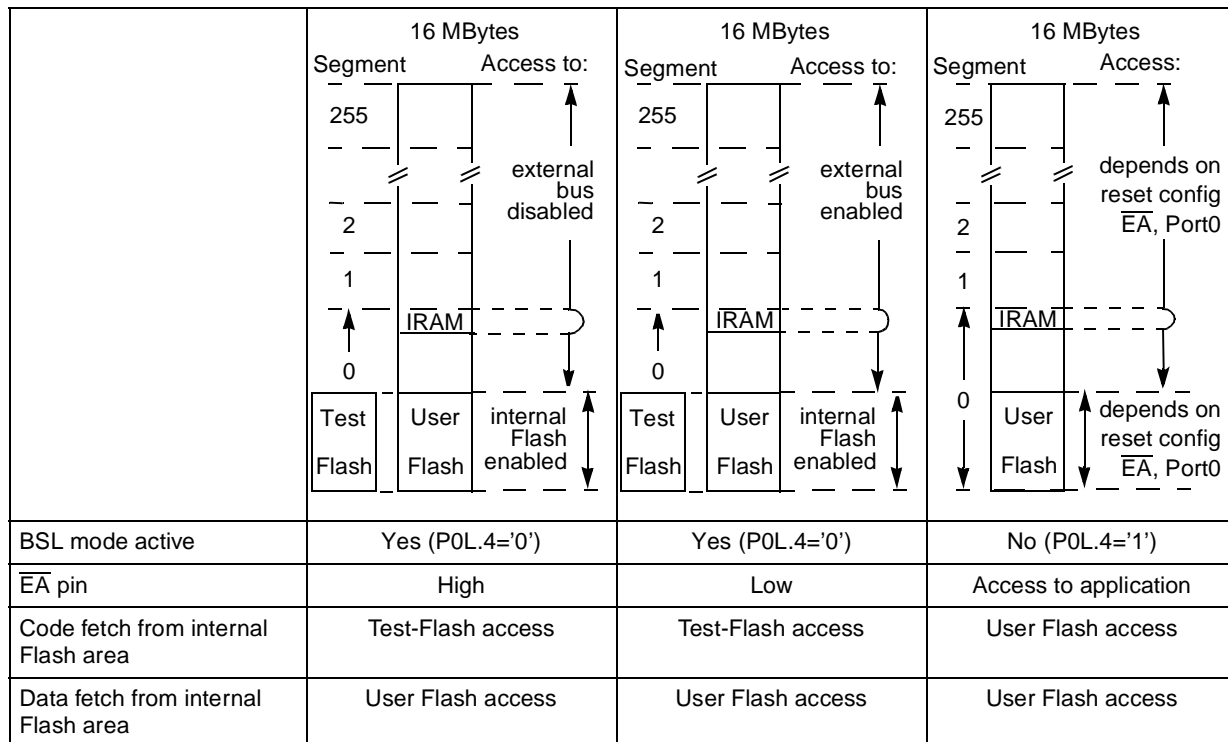 16 MBytes
Segment Access to:
255
external
bus
disabled
2
1
IRAM
0
Test User internal
Flash
Flash Flash enabled
16 MBytes
Segment Access to:
255
external
bus
enabled
2
1
IRAM
0
Test User internal
Flash
Flash Flash enabled
16 MBytes
Segment Access:
255
depends on
reset config
EA, Port0
2
1
IRAM
0
User depends on
reset config
Flash EA, Port0
BSL mode active Yes (P0L.4='0') Yes (P0L.4='0') No (P0L.4='1')
EA pin High Low Access to application
Code fetch from internal Test-Flash access Test-Flash access User Flash access
Flash area
Data fetch from internal User Flash access User Flash access User Flash access
Flash area